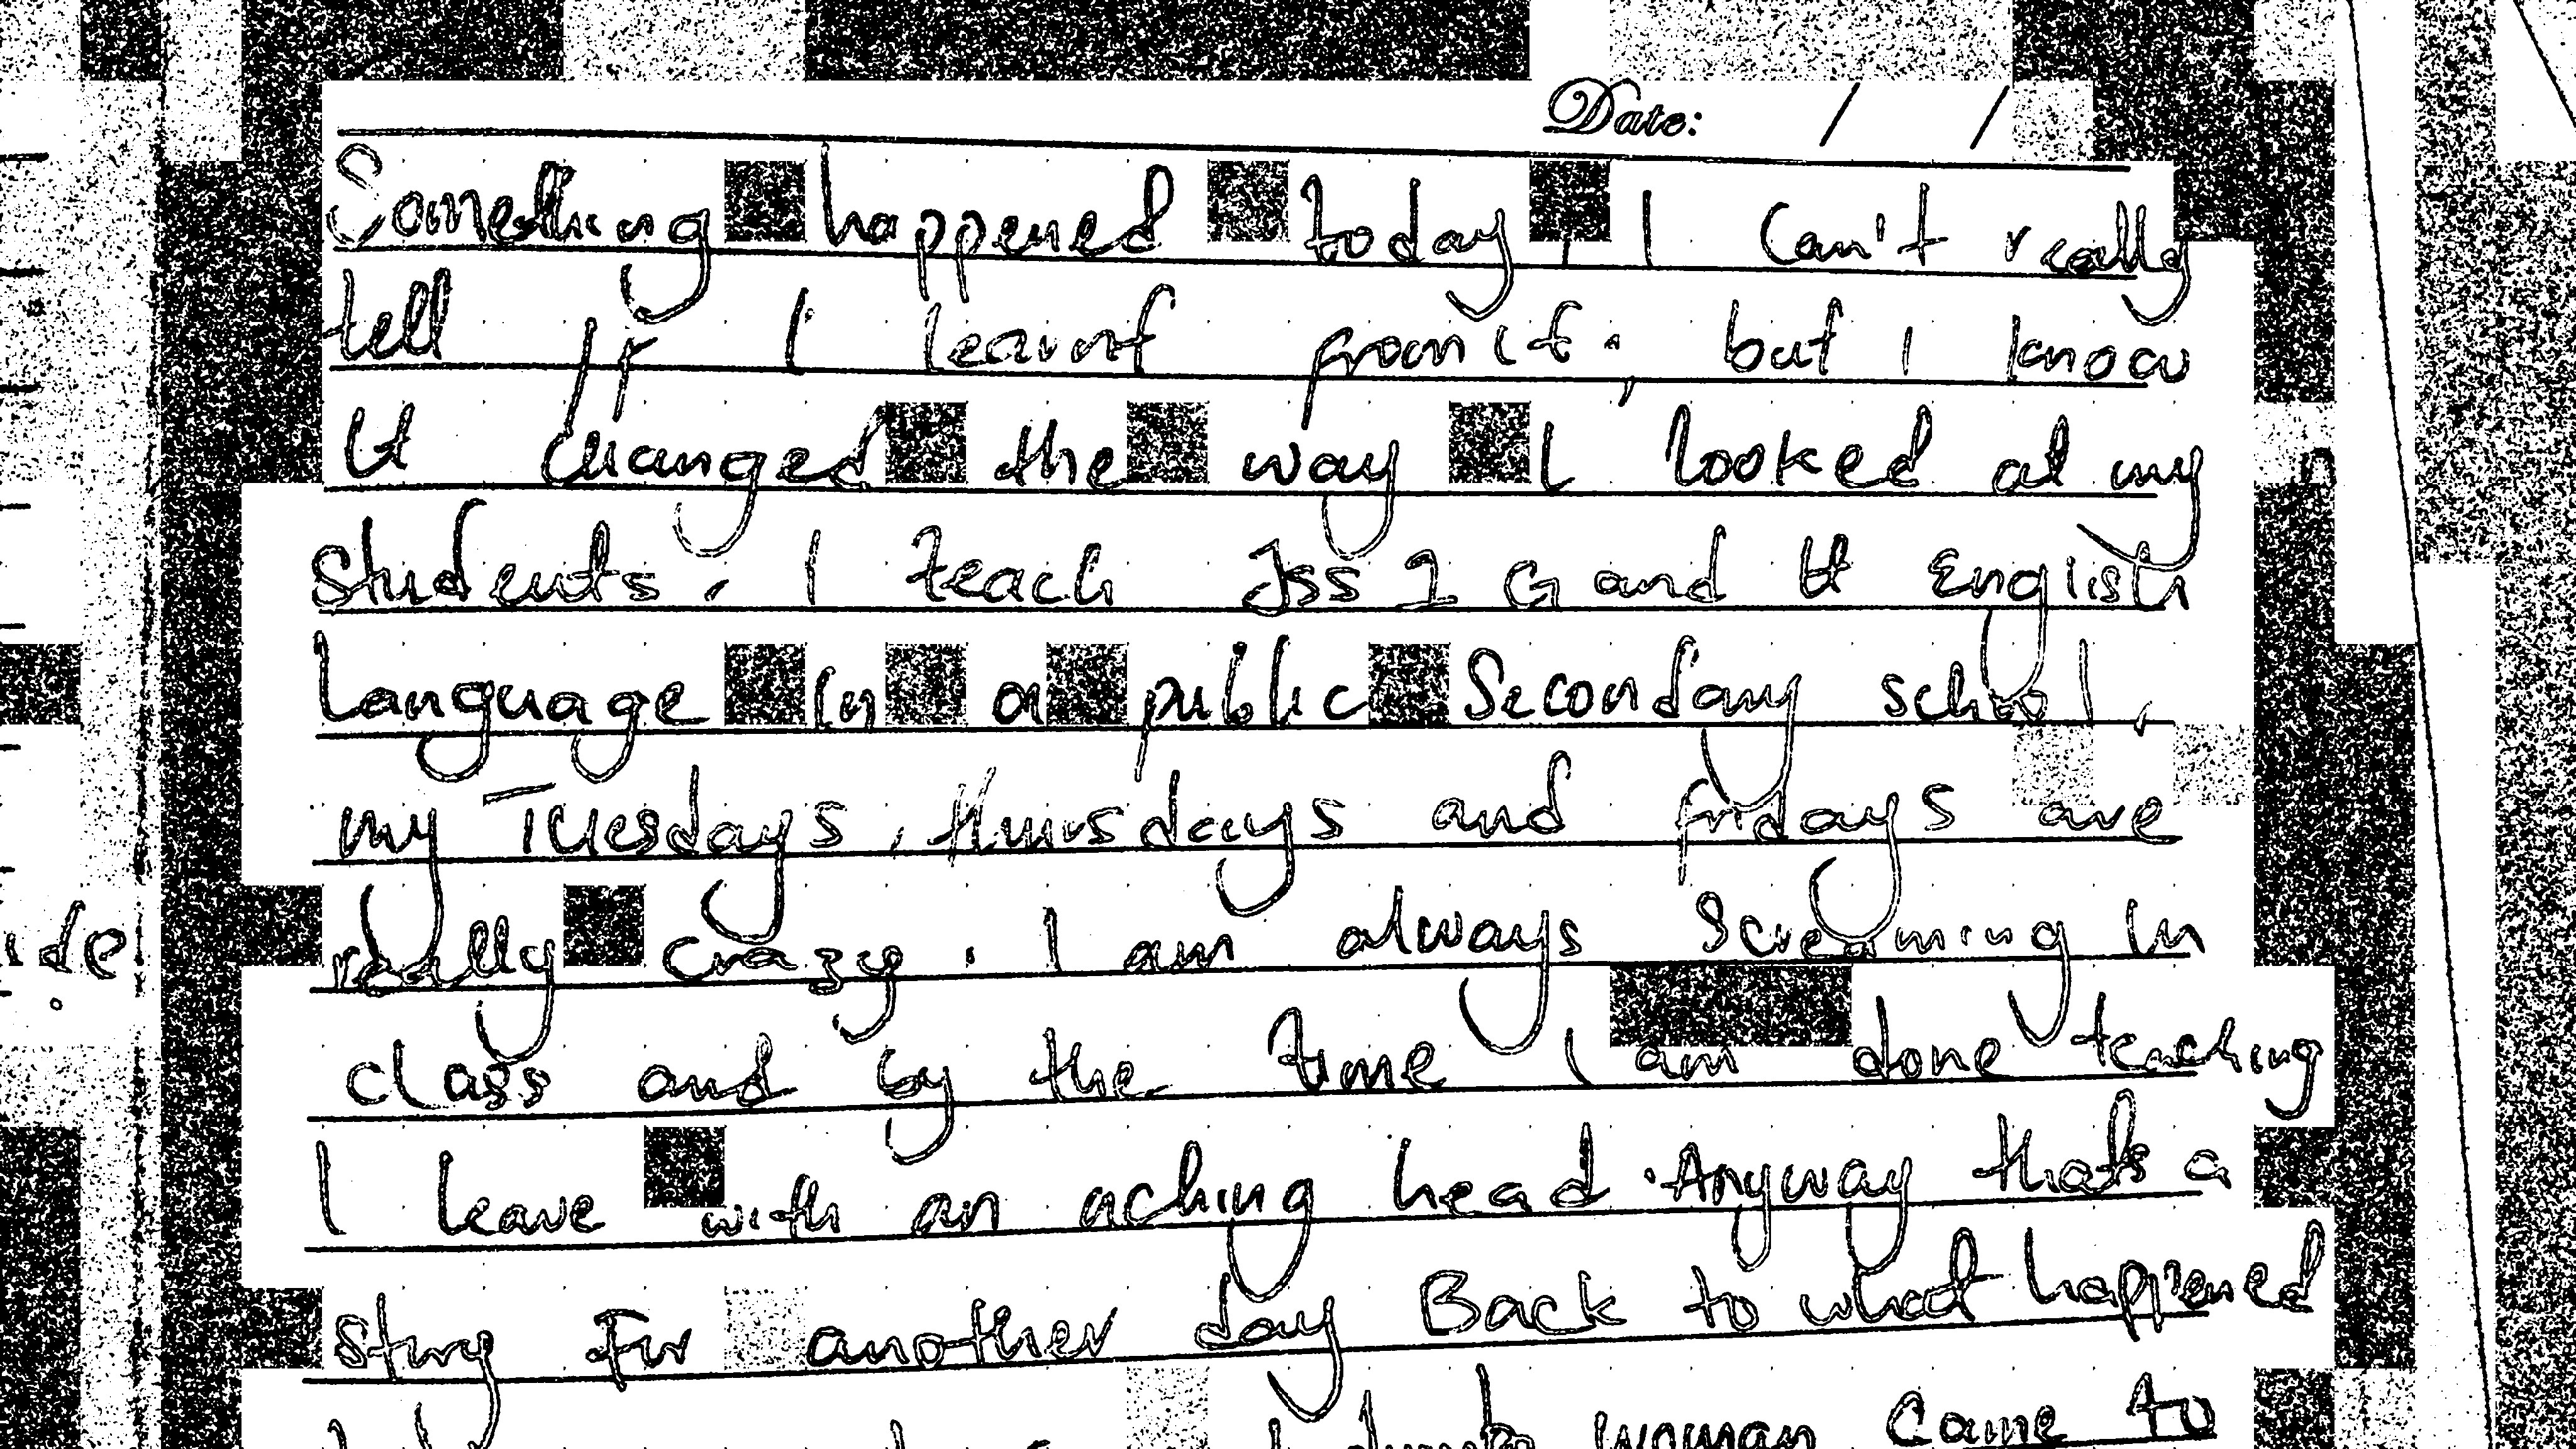 Date: / /
Something happened today, I can't really
tell if I learnt from it, but I know
it changed the way I looked at my
students. I teach Jss 1 G and H English
Language in a public Secondary school,
my Tuesdays, thursdays and fridays are
really crazy. I am always screaming in
class and by the time I am done teaching
I leave with an aching head. Anyway that's a
story For another day Back to what happened
woman came to
ide